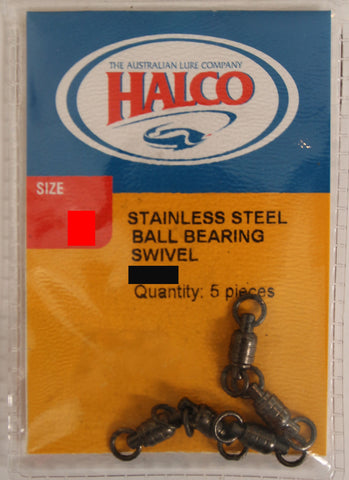 THE AUSTRALIAN LURE COMPANY
HALCO
SIZE
STAINLESS STEEL
BALL BEARING
SWIVEL
Quantity: 5 pieces